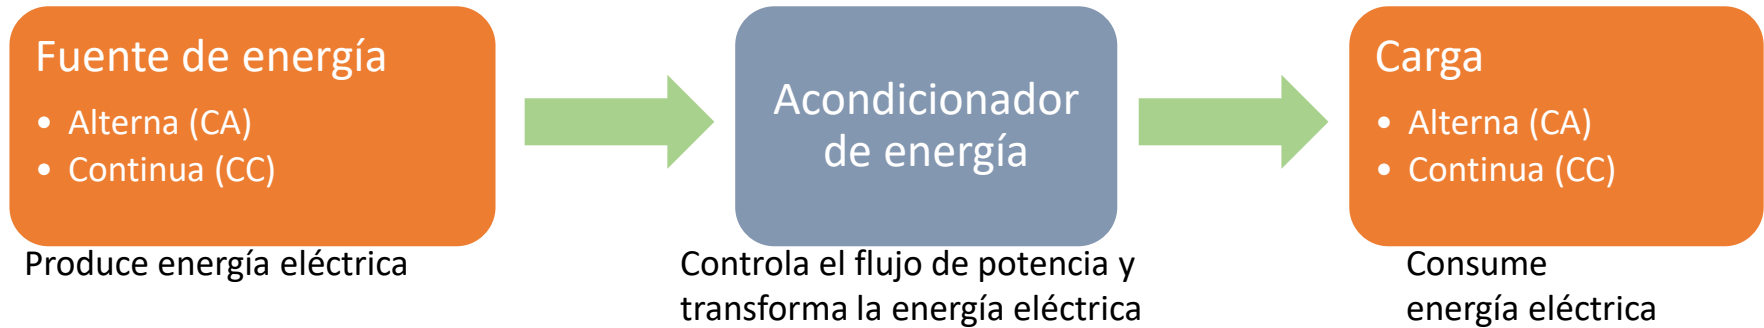 Fuente de energía
• Alterna (CA)
• Continua (CC)
Produce energía eléctrica
Acondicionador
de energía
Controla el flujo de potencia y
transforma la energía eléctrica
Carga
• Alterna (CA)
• Continua (CC)
Consume
energía eléctrica